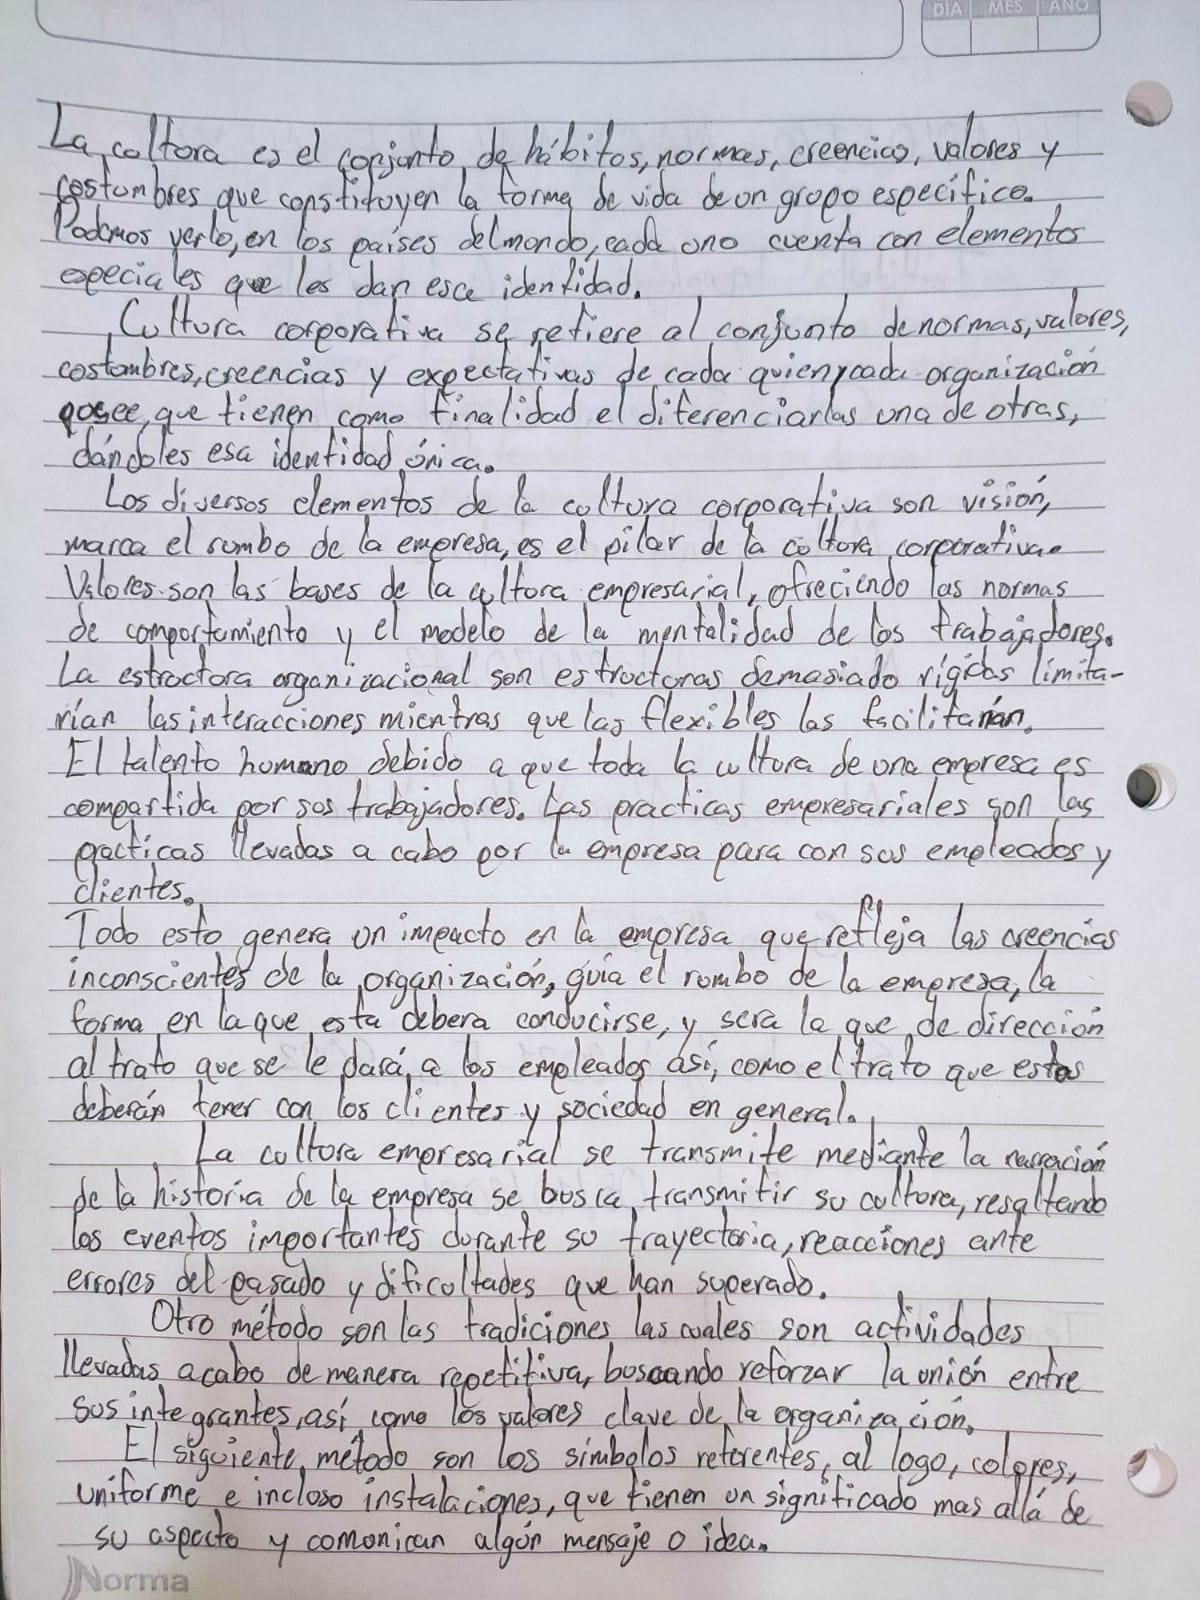 DÍA MES AÑO
La cultura es el conjunto de hábitos, normas, creencias, valores y
costumbres que constituyen la forma de vida de un grupo específico.
Podemos verlo, en los países del mundo, cada uno cuenta con elementos
especiales que les dan esa identidad.
Cultura corporativa se refiere al conjunto de normas, valores,
costumbres, creencias y expectativas de cada quien y cada organización
posee, que tienen como finalidad el diferenciarlas una de otras,
dándoles esa identidad única.
Los diversos elementos de la cultura corporativa son visión,
marca el rumbo de la empresa, es el pilar de la cultura corporativa.
Valores son las bases de la cultura empresarial, ofreciendo las normas
de comportamiento y el modelo de la mentalidad de los trabajadores.
La estructura organizacional son estructuras demasiado rígidas limita-
rían las interacciones mientras que las flexibles las facilitarían.
El talento humano debido a que toda la cultura de una empresa es
compartida por sus trabajadores. Las practicas empresariales son las
practicas llevadas a cabo por la empresa para con sus empleados y
clientes.
Todo esto genera un impacto en la empresa que refleja las creencias
inconscientes de la organización, guía el rumbo de la empresa, la
forma en la que esta debera conducirse, y sera la que de dirección
al trato que se le dará a los empleados así, como el trato que estos
deberán tener con los clientes y sociedad en general.
La cultura empresarial se transmite mediante la narración
de la historia de la empresa se busca transmitir su cultura, resaltando
los eventos importantes durante su trayectoria, reacciones ante
errores del pasado y dificultades que han superado.
Otro método son las tradiciones las cuales son actividades
llevadas a cabo de manera repetitiva, buscando reforzar la unión entre
sus integrantes, así como los valores clave de la organización.
El siguiente método son los símbolos referentes, al logo, colores,
uniforme e incluso instalaciones, que tienen un significado mas allá de
su aspecto y comunican algún mensaje o idea.
Norma